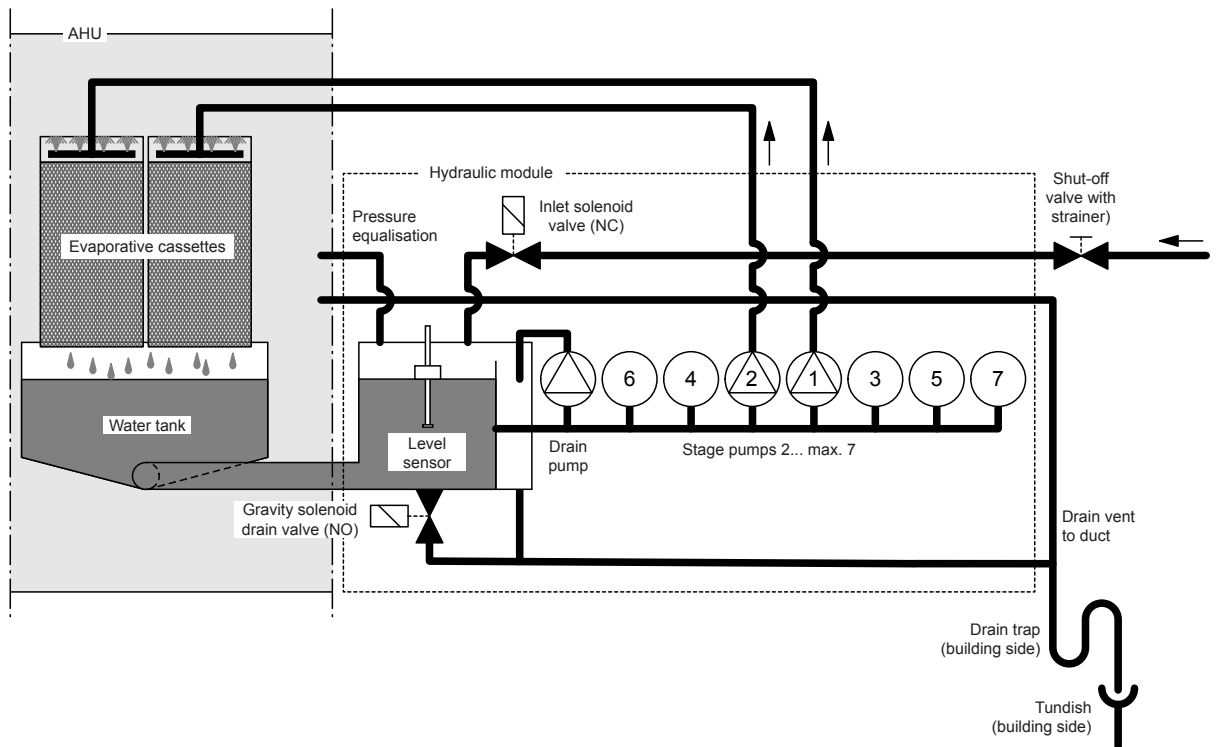 AHU
Hydraulic module
Shut-off
valve with
strainer)
Inlet solenoid
valve (NC)
Pressure
equalisation
Evaporative cassettes
6
4
2
1
3
5
7
Water tank
Level
sensor
Drain
pump
Stage pumps 2... max. 7
Gravity solenoid
drain valve (NO)
Drain vent
to duct
Drain trap
(building side)
Tundish
(building side)